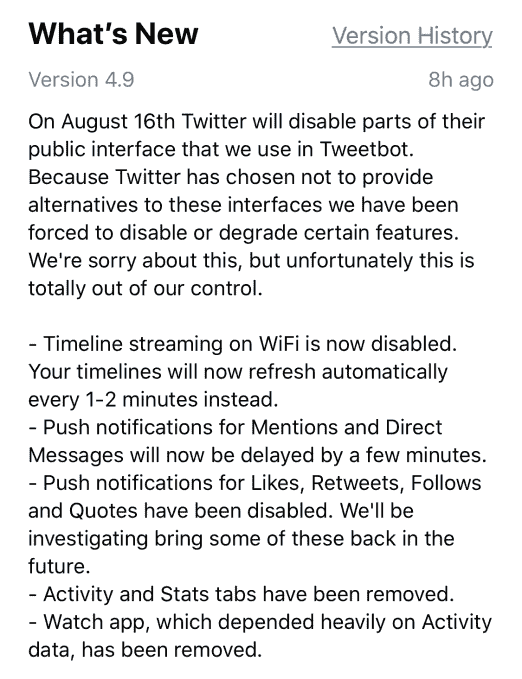 What's New
Version History
Version 4.9
8h ago
On August 16th Twitter will disable parts of their
public interface that we use in Tweetbot.
Because Twitter has chosen not to provide
alternatives to these interfaces we have been
forced to disable or degrade certain features.
We're sorry about this, but unfortunately this is
totally out of our control.

- Timeline streaming on WiFi is now disabled.
Your timelines will now refresh automatically
every 1-2 minutes instead.
- Push notifications for Mentions and Direct
Messages will now be delayed by a few minutes.
- Push notifications for Likes, Retweets, Follows
and Quotes have been disabled. We'll be
investigating bring some of these back in the
future.
- Activity and Stats tabs have been removed.
- Watch app, which depended heavily on Activity
data, has been removed.